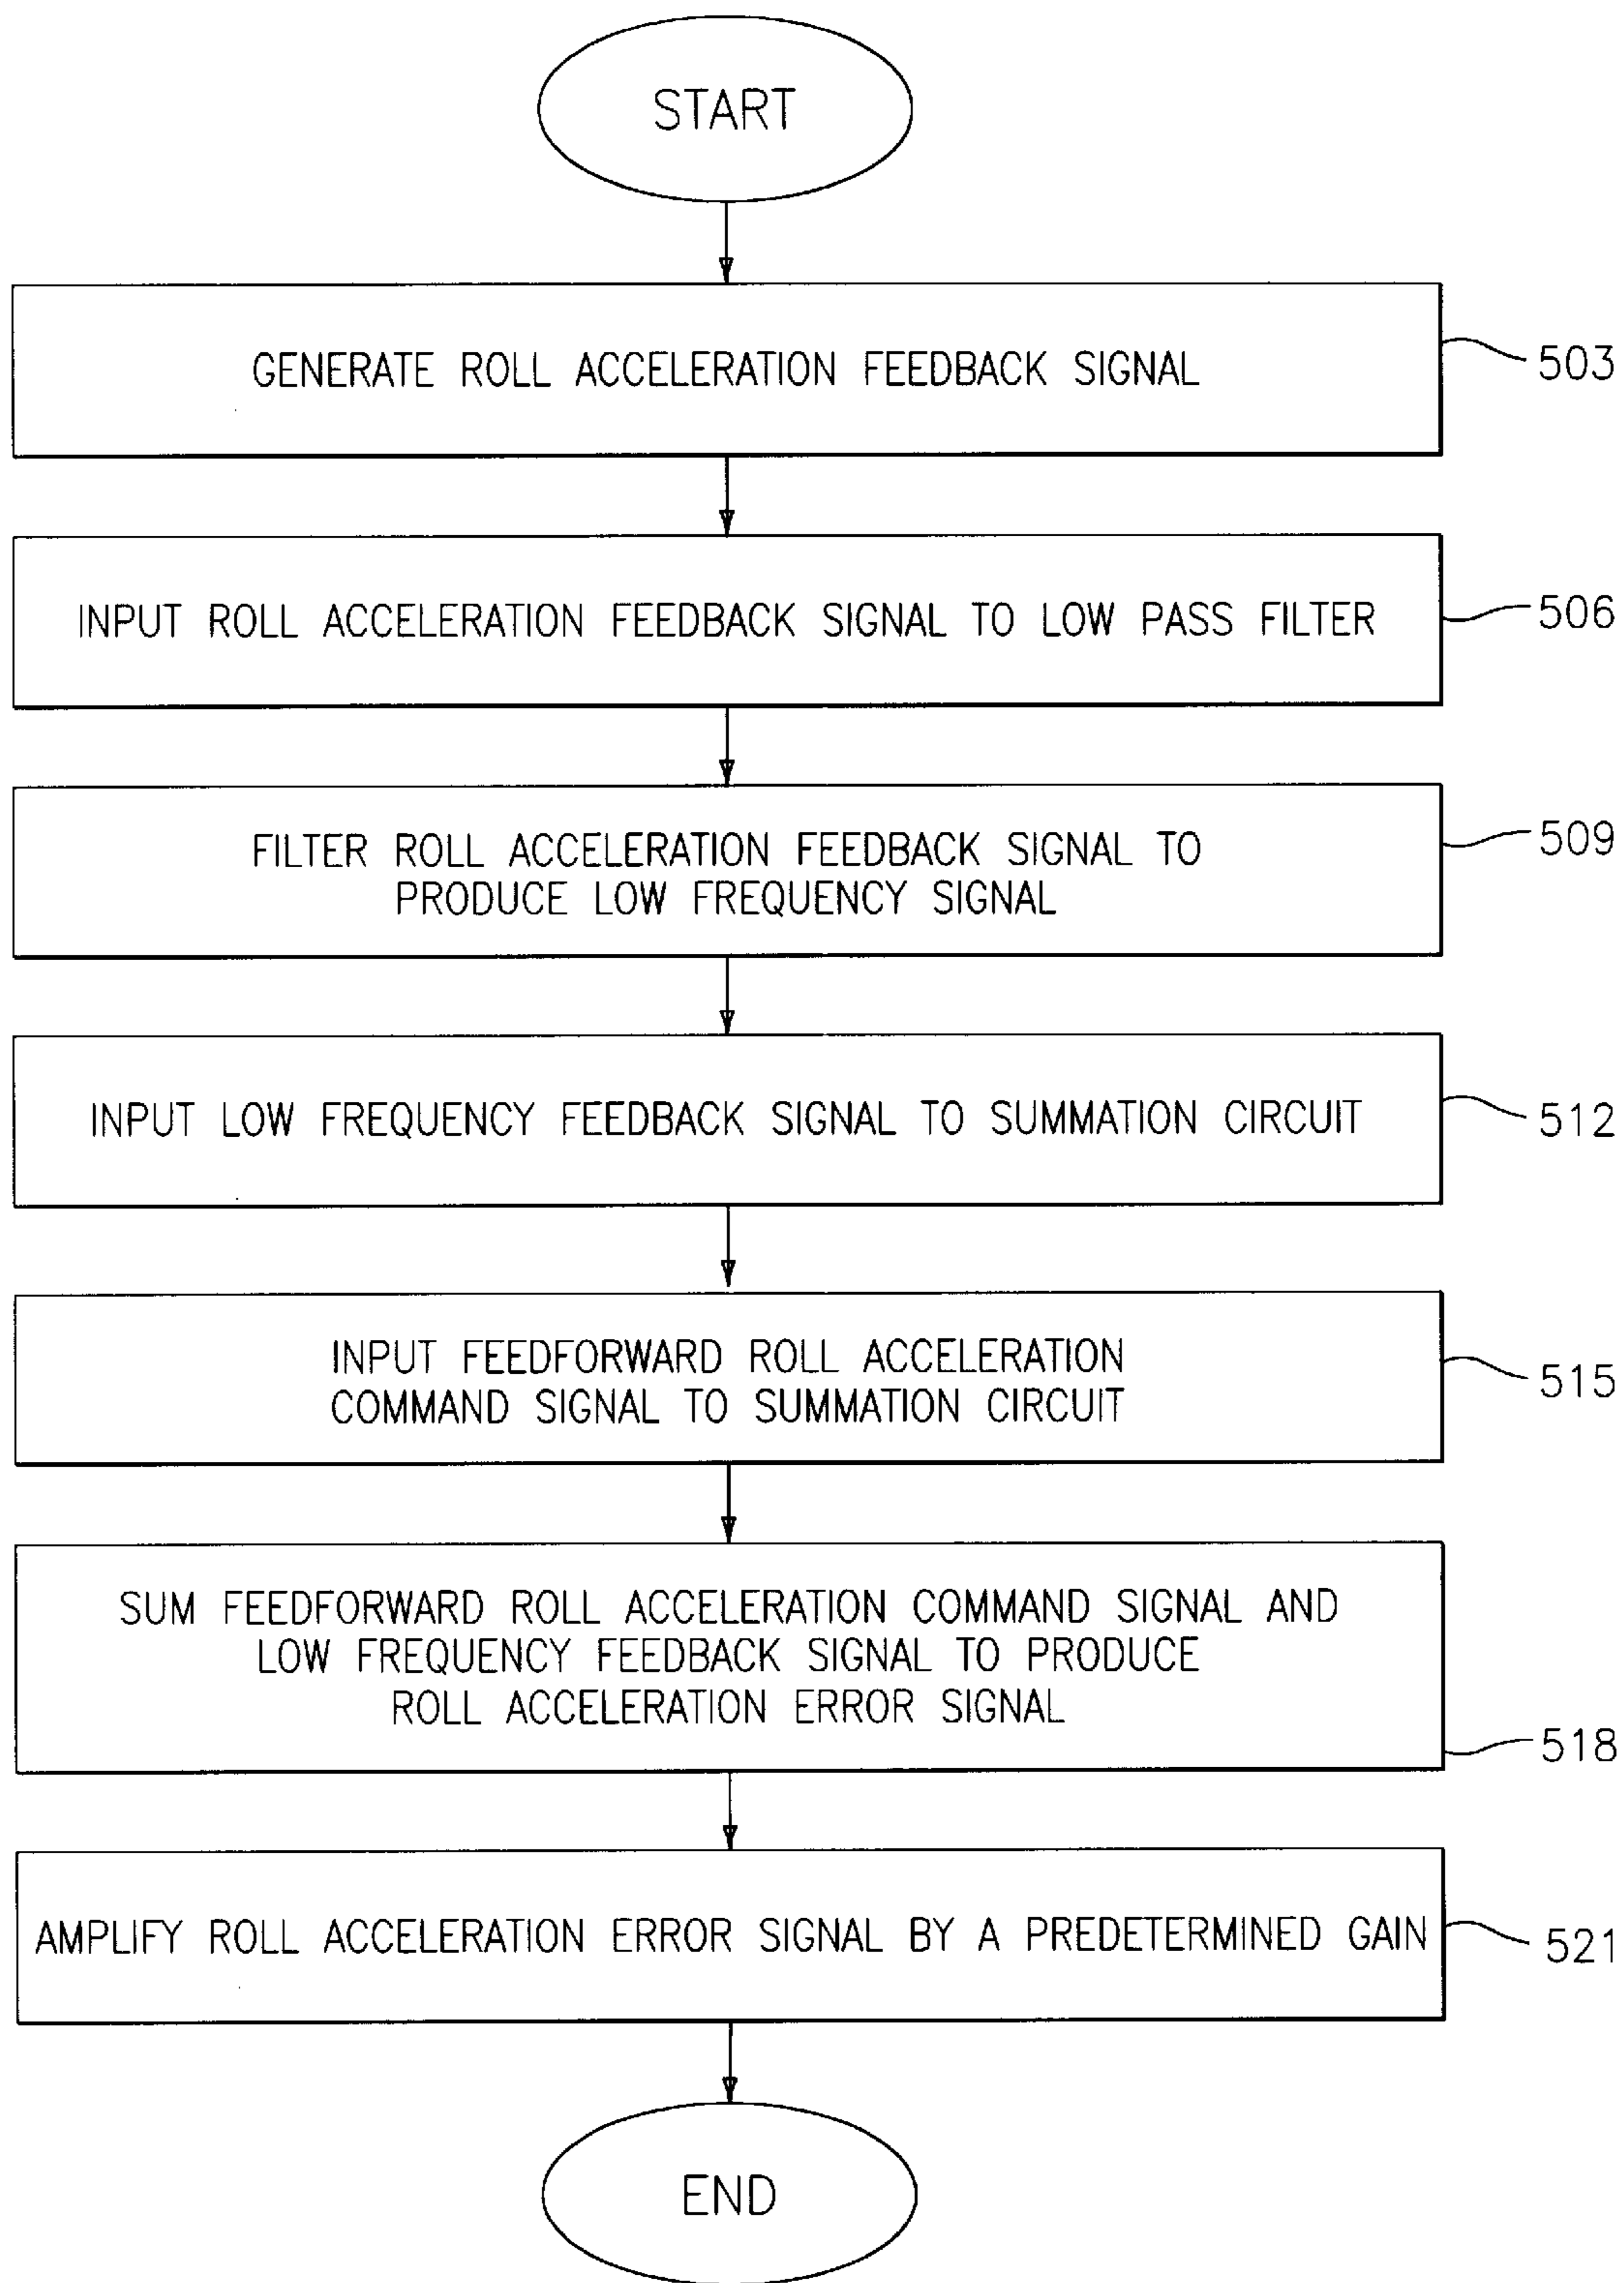 START
GENERATE ROLL ACCELERATION FEEDBACK SIGNAL
503
INPUT ROLL ACCELERATION FEEDBACK SIGNAL TO LOW PASS FILTER
506
FILTER ROLL ACCELERATION FEEDBACK SIGNAL TO
PRODUCE LOW FREQUENCY SIGNAL
509
INPUT LOW FREQUENCY FEEDBACK SIGNAL TO SUMMATION CIRCUIT
512
INPUT FEEDFORWARD ROLL ACCELERATION
COMMAND SIGNAL TO SUMMATION CIRCUIT
515
SUM FEEDFORWARD ROLL ACCELERATION COMMAND SIGNAL AND
LOW FREQUENCY FEEDBACK SIGNAL TO PRODUCE
ROLL ACCELERATION ERROR SIGNAL
518
AMPLIFY ROLL ACCELERATION ERROR SIGNAL BY A PREDETERMINED GAIN
521
END